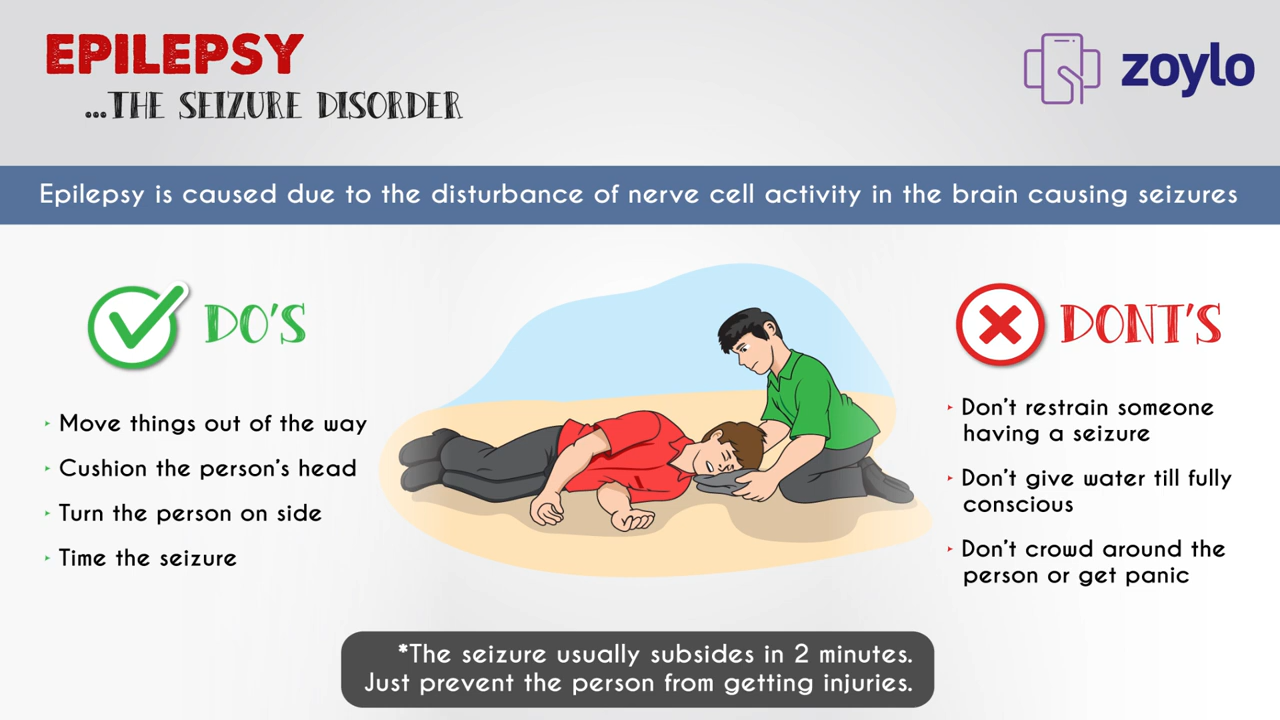 EPILEPSY
...THE SEIZURE DISORDER
zoylo
Epilepsy is caused due to the disturbance of nerve cell activity in the brain causing seizures
DO'S
Move things out of the way
Cushion the person's head
Turn the person on side
Time the seizure
DONT'S
Don't restrain someone
having a seizure
Don't give water till fully
conscious
Don't crowd around the
person or get panic
*The seizure usually subsides in 2 minutes.
Just prevent the person from getting injuries.